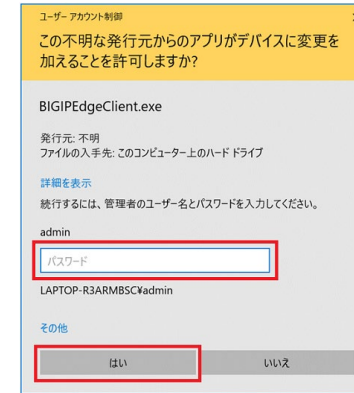 ユーザー アカウント制御
この不明な発行元からのアプリがデバイスに変更を
加えることを許可しますか?
BIGIPEdgeClient.exe
発行元: 不明
ファイルの入手先: このコンピューター上のハード ドライブ
詳細を表示
続行するには、管理者のユーザー名とパスワードを入力してください。
admin
パスワード
LAPTOP-R3ARMBSC¥admin
その他
はい いいえ